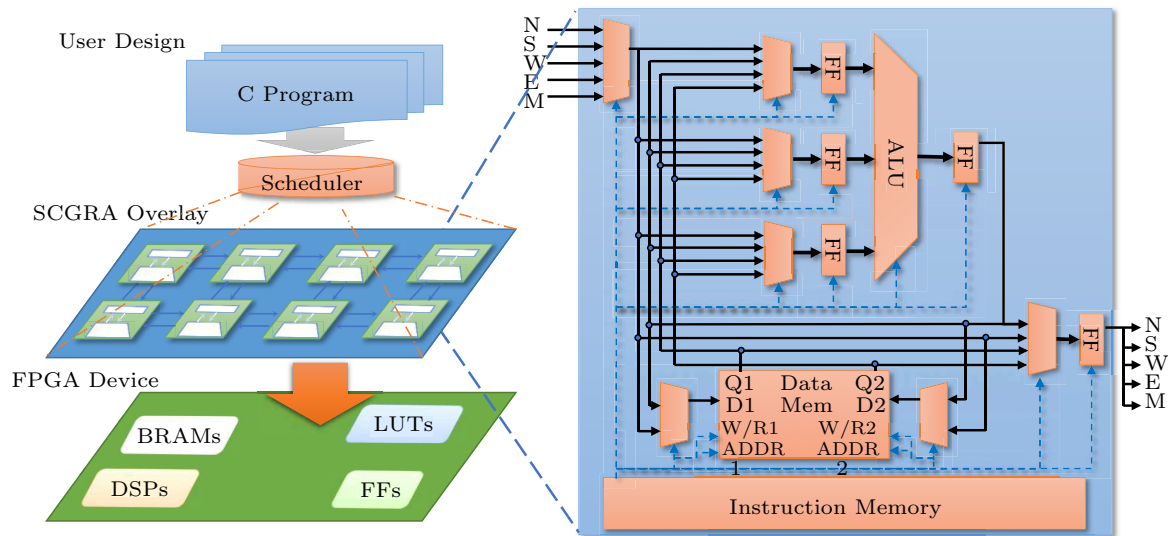 User Design
C Program
Scheduler
SCGRA Overlay
FPGA Device
BRAMs
LUTs
DSPs
FFs
N
S
W
E
M
FF
FF
FF
ALU
FF
FF
N
S
W
E
M
Q1 Data Q2
D1 Mem D2
W/R1 W/R2
ADDR ADDR
1 2
Instruction Memory